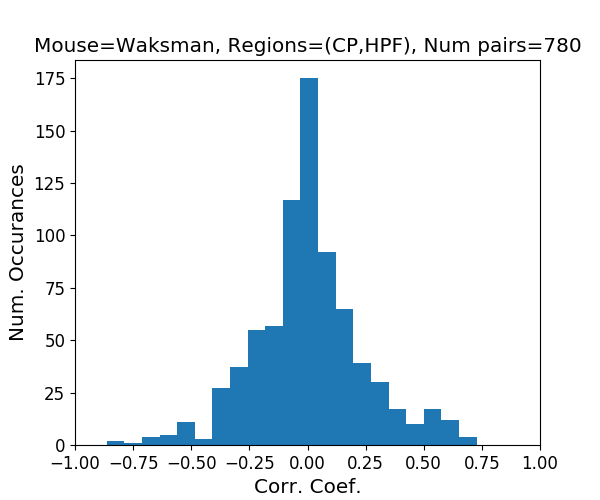 Mouse=Waksman, Regions=(CP,HPF), Num pairs=780
175
150
125
100
75
50
25
0
Num. Occurances
−1.00 −0.75 −0.50 −0.25 0.00 0.25 0.50 0.75 1.00
Corr. Coef.